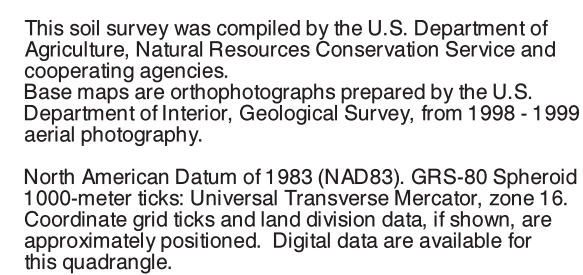 This soil survey was compiled by the U.S. Department of
Agriculture, Natural Resources Conservation Service and
cooperating agencies.
Base maps are orthophotographs prepared by the U.S.
Department of Interior, Geological Survey, from 1998 - 1999
aerial photography.
North American Datum of 1983 (NAD83). GRS-80 Spheroid
1000-meter ticks: Universal Transverse Mercator, zone 16.
Coordinate grid ticks and land division data, if shown, are
approximately positioned. Digital data are available for
this quadrangle.